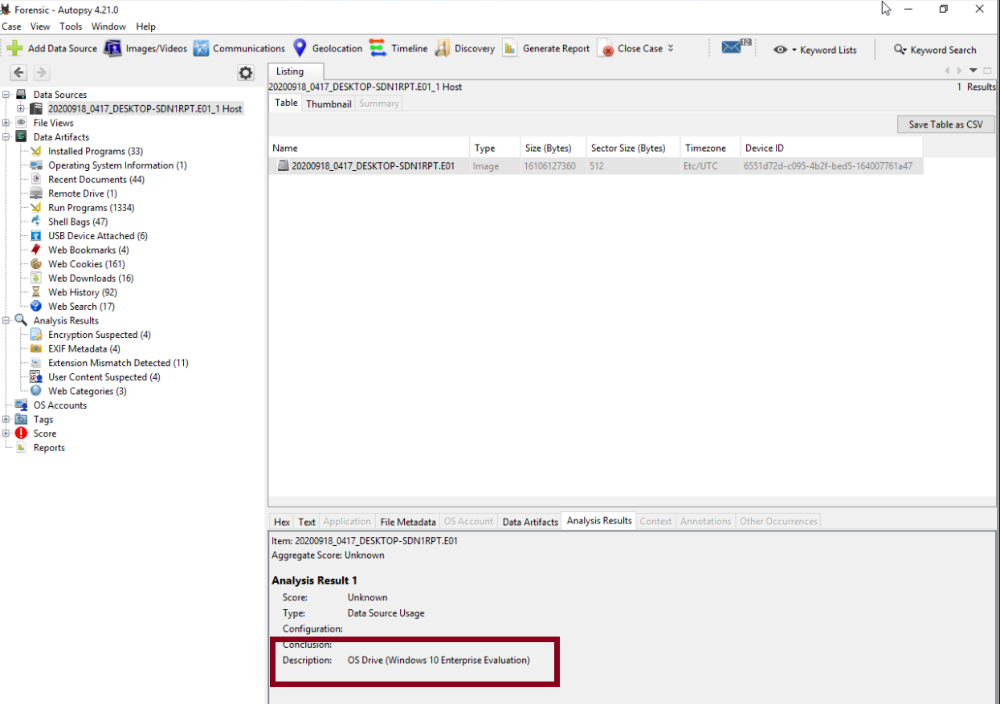 Forensic - Autopsy 4.21.0
Case View Tools Window Help
Add Data Source Images/Videos Communications Geolocation Timeline Discovery Generate Report Close Case 12 Keyword Lists Keyword Search
Listing
20200918_0417_DESKTOP-SDN1RPT.E01_1 Host
1 Results
Table Thumbnail Summary
Save Table as CSV
Name Type Size (Bytes) Sector Size (Bytes) Timezone Device ID
20200918_0417_DESKTOP-SDN1RPT.E01 Image 16106127360 512 Etc/UTC 6551d72d-c095-4b2f-bed5-164007761a47
Data Sources
20200918_0417_DESKTOP-SDN1RPT.E01_1 Host
File Views
Data Artifacts
Installed Programs (33)
Operating System Information (1)
Recent Documents (44)
Remote Drive (1)
Run Programs (1334)
Shell Bags (47)
USB Device Attached (6)
Web Bookmarks (4)
Web Cookies (161)
Web Downloads (16)
Web History (92)
Web Search (17)
Analysis Results
Encryption Suspected (4)
EXIF Metadata (4)
Extension Mismatch Detected (11)
User Content Suspected (4)
Web Categories (3)
OS Accounts
Tags
Score
Reports
Hex Text Application File Metadata OS Account Data Artifacts Analysis Results Context Annotations Other Occurrences
Item: 20200918_0417_DESKTOP-SDN1RPT.E01
Aggregate Score: Unknown
Analysis Result 1
Score: Unknown
Type: Data Source Usage
Configuration:
Conclusion:
Description: OS Drive (Windows 10 Enterprise Evaluation)